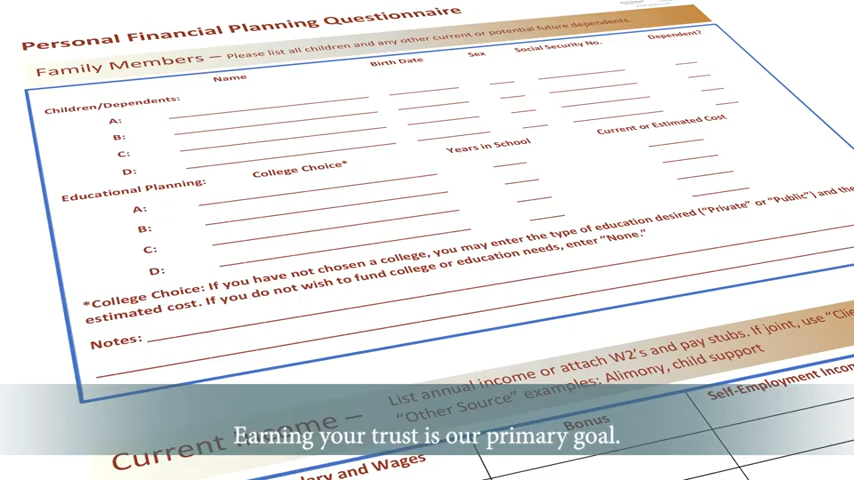 Personal Financial Planning Questionnaire
Family Members — Please list all children and any other current or potential future dependents.
Name Birth Date Sex Social Security No. Dependent?
Children/Dependents:
A:
B:
C:
D:
College Choice* Years in School Current or Estimated Cost
Educational Planning:
A:
B:
C:
D:
*College Choice: If you have not chosen a college, you may enter the type of education desired ("Private" or "Public") and the
estimated cost. If you do not wish to fund college or education needs, enter "None."
Notes:
Current Income — List annual income or attach W2's and pay stubs. If joint, use "Clie
"Other Source" examples: Alimony, child support
lary and Wages Bonus Self-Employment Incom
Earning your trust is our primary goal.